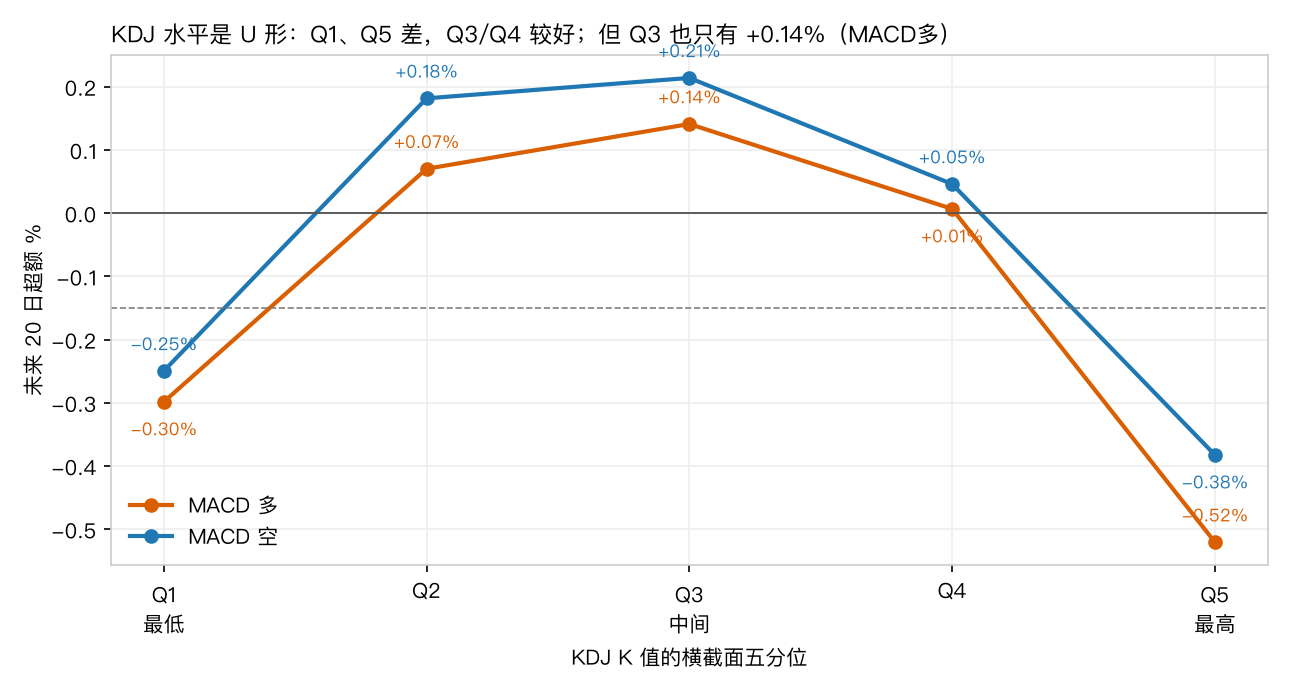 KDJ 水平是 U 形：Q1、Q5 差，Q3/Q4 较好；但 Q3 也只有 +0.14%（MACD多）
+0.21%
+0.18%
+0.14%
+0.07%
+0.05%
+0.01%
−0.25%
−0.30%
−0.38%
−0.52%
0.2
0.1
0.0
−0.1
−0.2
−0.3
−0.4
−0.5
未来 20 日超额 %
MACD 多
MACD 空
Q1
最低
Q2
Q3
中间
Q4
Q5
最高
KDJ K 值的横截面五分位